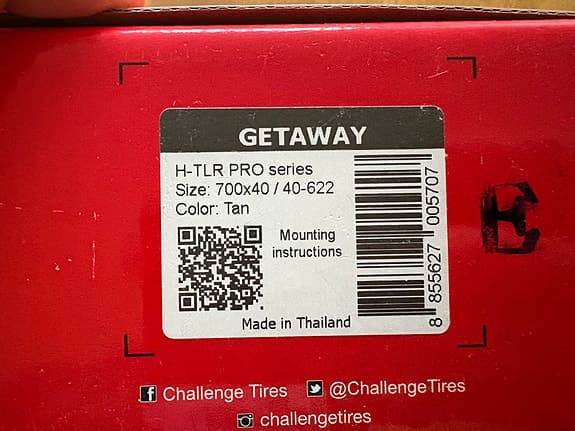 GETAWAY
H-TLR PRO series
Size: 700x40 / 40-622
Color: Tan
Mounting
instructions
8 855627 005707
Made in Thailand
Challenge Tires @ChallengeTires
challengetires